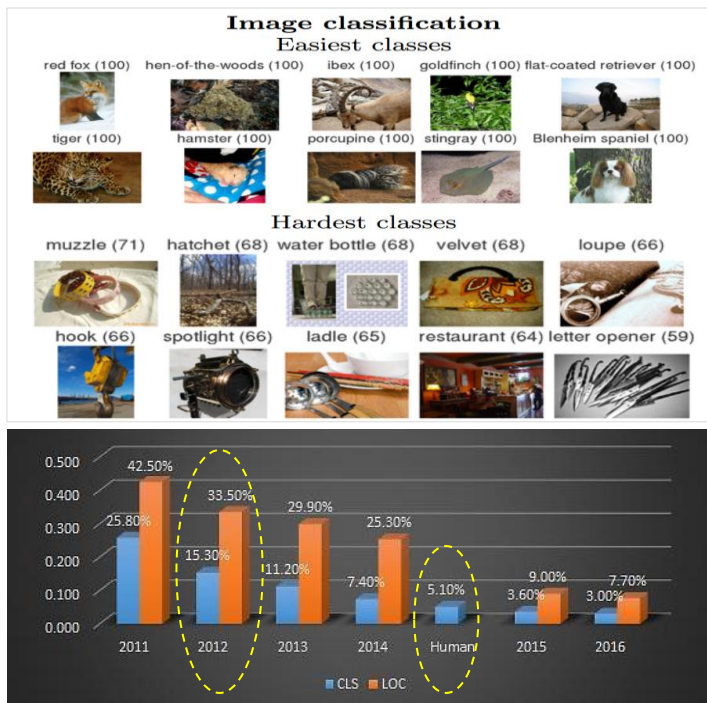 Image classification
Easiest classes
red fox (100) hen-of-the-woods (100) ibex (100) goldfinch (100) flat-coated retriever (100)
tiger (100) hamster (100) porcupine (100) stingray (100) Blenheim spaniel (100)
Hardest classes
muzzle (71) hatchet (68) water bottle (68) velvet (68) loupe (66)
hook (66) spotlight (66) ladle (65) restaurant (64) letter opener (59)
0.500
42.50%
0.400
33.50%
29.90%
0.300
25.80%
25.30%
0.200
15.30%
11.20%
0.100
7.40%
5.10%
3.60%
9.00%
3.00%
7.70%
0.000
2011 2012 2013 2014 Human 2015 2016
CLS LOC